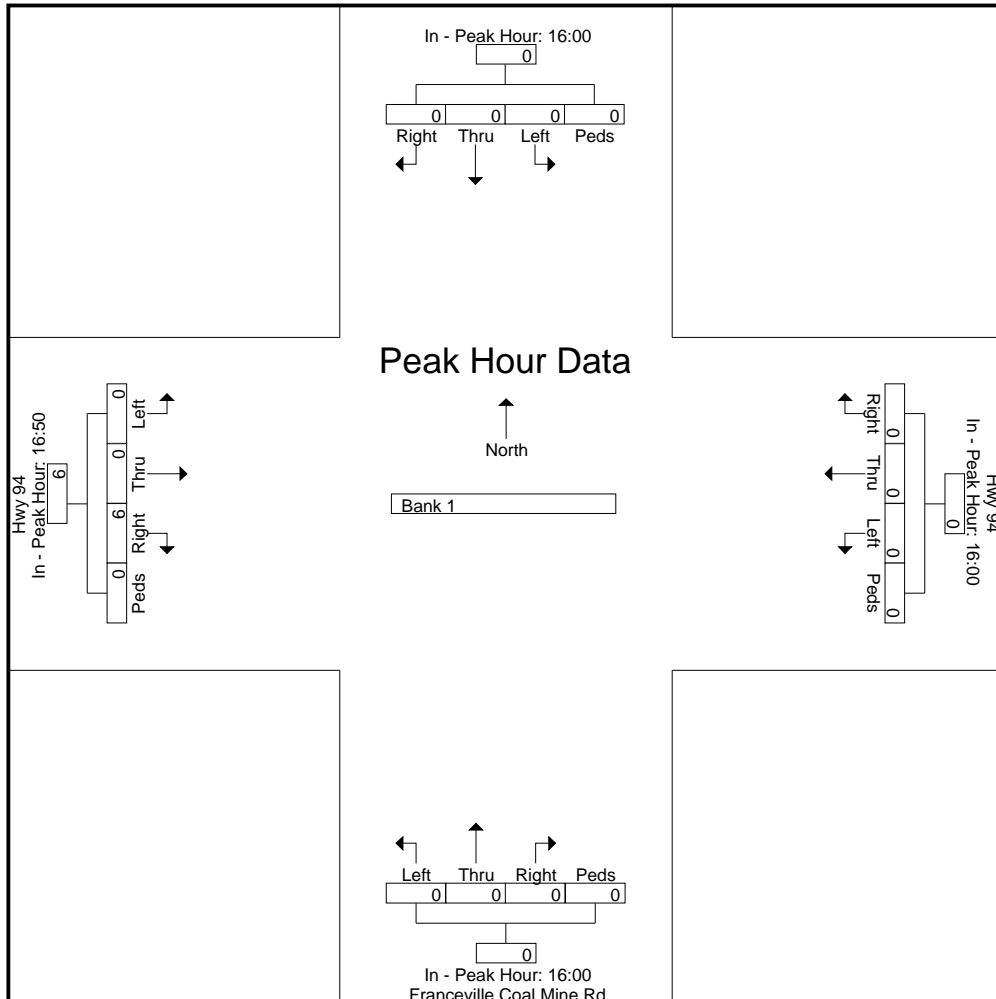 In - Peak Hour: 16:00
0
0 0 0 0
Right Thru Left Peds
Peak Hour Data
North
Bank 1
Hwy 94
In - Peak Hour: 16:50
6
0 0 6 0
Left Thru Right Peds
Hwy 94
In - Peak Hour: 16:00
0
0 0 0 0
Right Thru Left Peds
Left Thru Right Peds
0 0 0 0
0
In - Peak Hour: 16:00
Franceville Coal Mine Rd